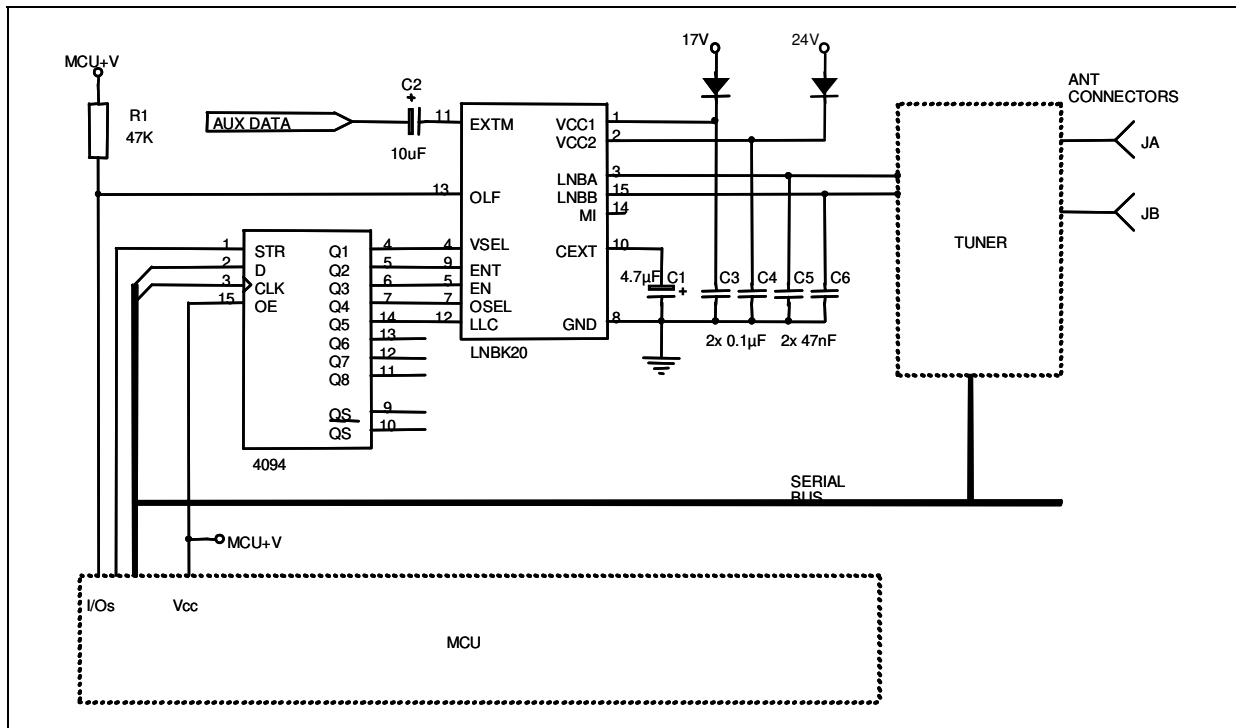 17V
24V
MCU+V
C2
+
ANT
CONNECTORS
R1
47K
AUX DATA
11
EXTM
VCC1
1
VCC2
2
10uF
JA
LNBA
3
13
OLF
LNBB
15
MI
14
JB
TUNER
1
STR
Q1
4
4
VSEL
CEXT
10
2
D
Q2
5
9
ENT
3
CLK
Q3
6
5
EN
4.7µF
C1
+
C3
C4
C5
C6
15
OE
Q4
7
7
OSEL
Q5
14
12
LLC
GND
8
Q6
13
2x 0.1µF
2x 47nF
Q7
12
LNBK20
Q8
11
QS
9
QS
10
4094
SERIAL
BUS
MCU+V
I/Os
Vcc
MCU